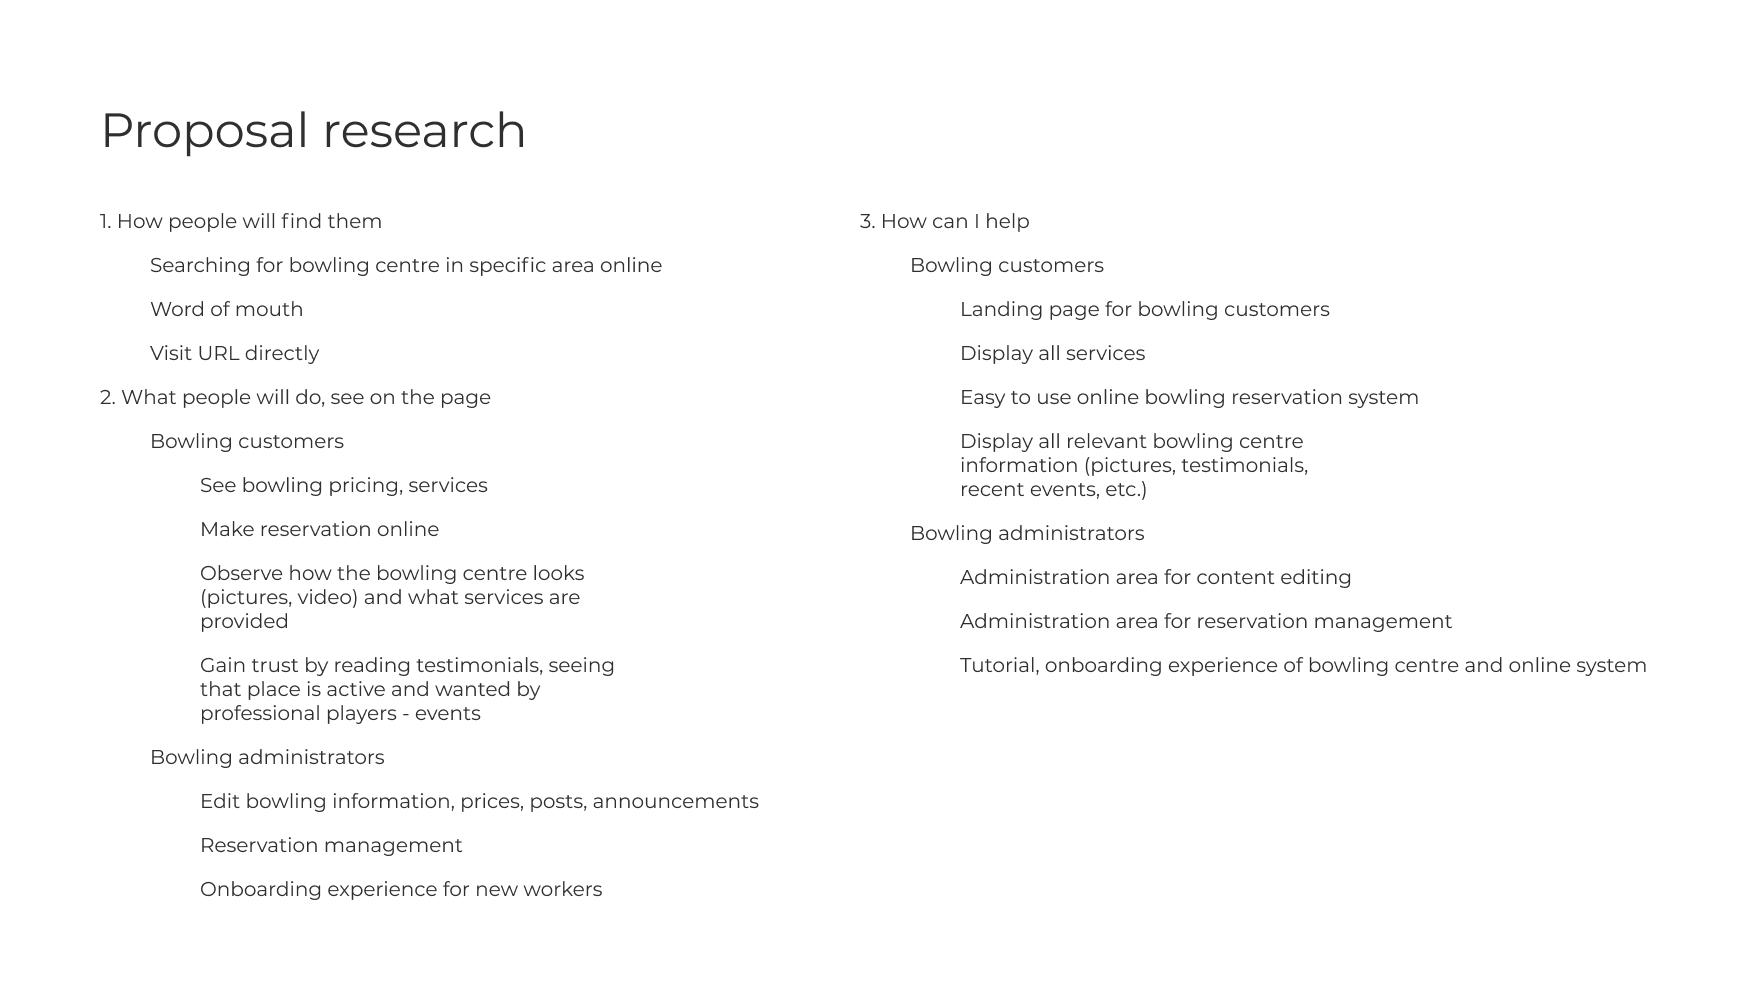 Proposal research
1. How people will find them
Searching for bowling centre in specific area online
Word of mouth
Visit URL directly
2. What people will do, see on the page
Bowling customers
See bowling pricing, services
Make reservation online
Observe how the bowling centre looks
(pictures, video) and what services are
provided
Gain trust by reading testimonials, seeing
that place is active and wanted by
professional players - events
Bowling administrators
Edit bowling information, prices, posts, announcements
Reservation management
Onboarding experience for new workers
3. How can I help
Bowling customers
Landing page for bowling customers
Display all services
Easy to use online bowling reservation system
Display all relevant bowling centre
information (pictures, testimonials,
recent events, etc.)
Bowling administrators
Administration area for content editing
Administration area for reservation management
Tutorial, onboarding experience of bowling centre and online system